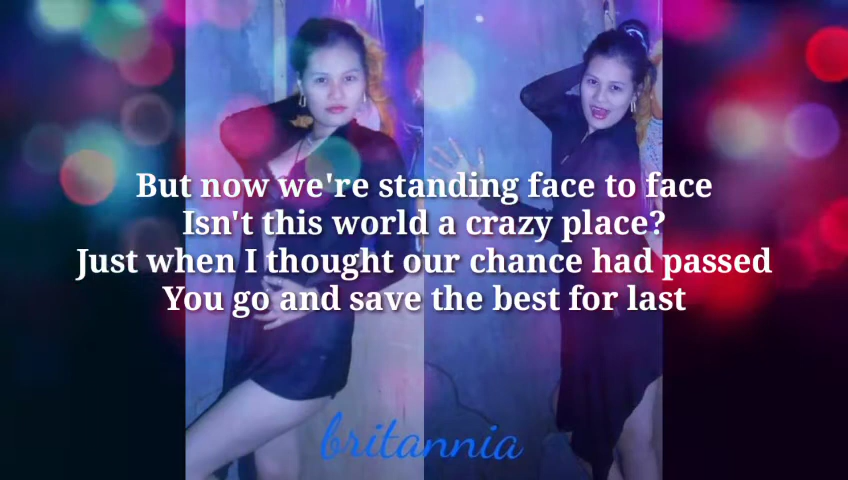 But now we're standing face to face
Isn't this world a crazy place?
Just when I thought our chance had passed
You go and save the best for last
britannia